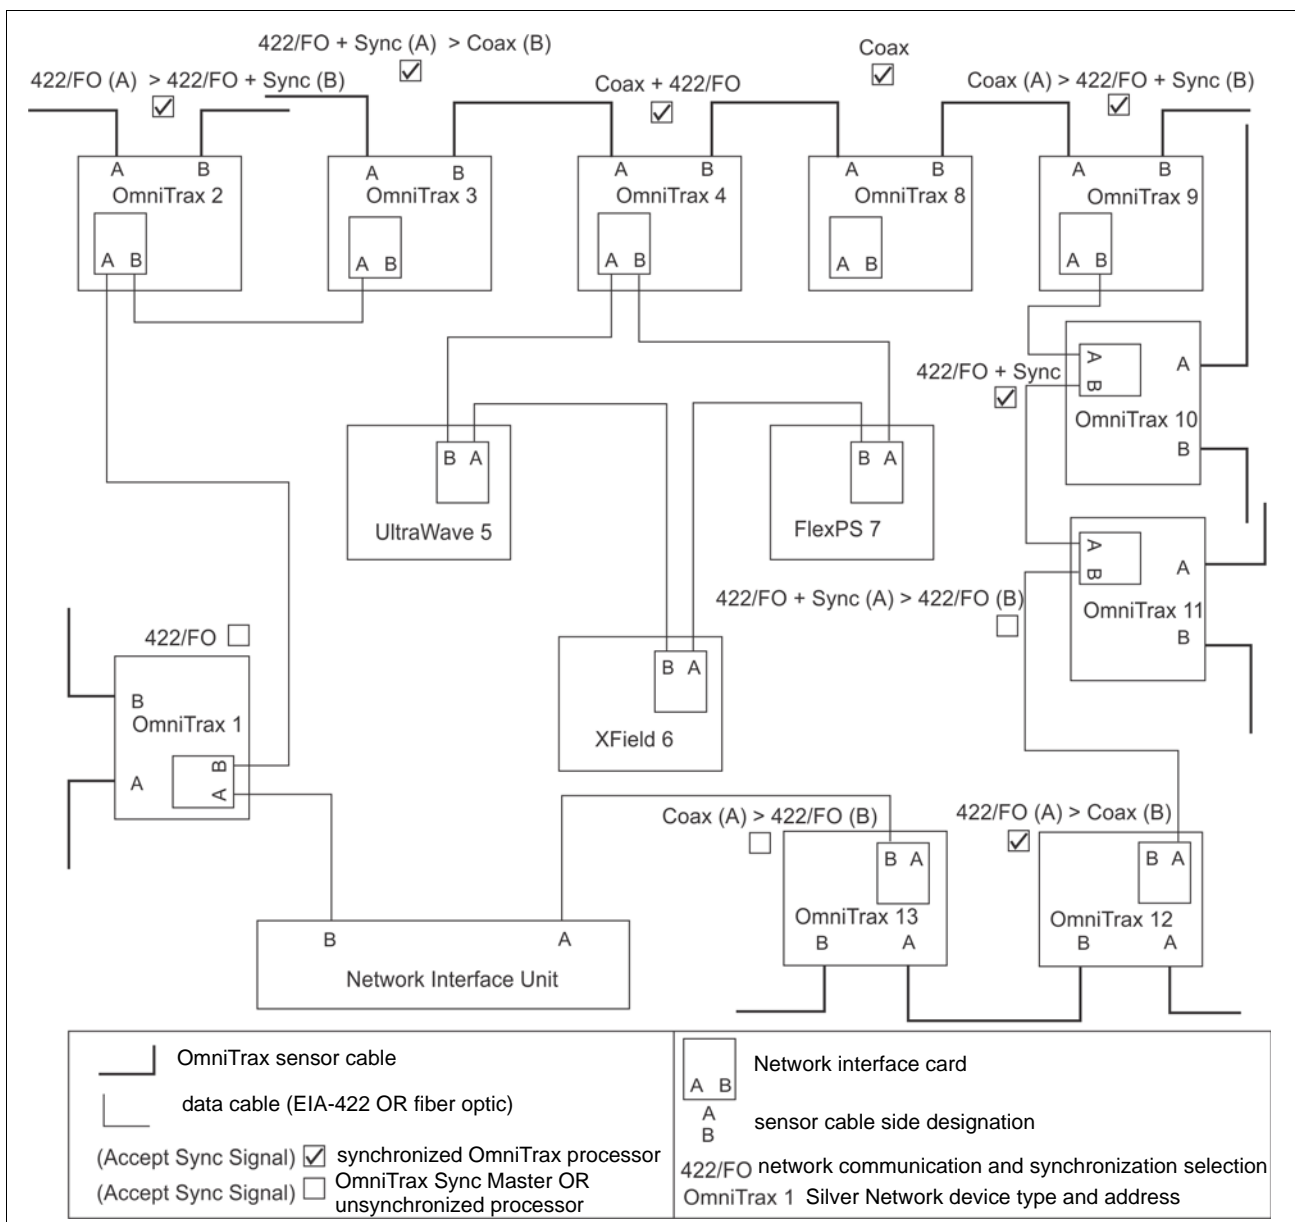 422/FO + Sync (A) > Coax (B)
Coax
422/FO (A) > 422/FO + Sync (B)
Coax + 422/FO
Coax (A) > 422/FO + Sync (B)
A B
OmniTrax 2
A B
A B
OmniTrax 3
A B
A B
OmniTrax 4
A B
A B
OmniTrax 8
A B
A B
OmniTrax 9
A B
422/FO + Sync
A
B
A
OmniTrax 10
B
B A
UltraWave 5
B A
FlexPS 7
A
B
A
OmniTrax 11
B
422/FO + Sync (A) > 422/FO (B)
422/FO
B
OmniTrax 1
A
B
A
B A
XField 6
Coax (A) > 422/FO (B)
422/FO (A) > Coax (B)
B A
OmniTrax 13
B A
B A
OmniTrax 12
B A
B A
Network Interface Unit
OmniTrax sensor cable
data cable (EIA-422 OR fiber optic)
(Accept Sync Signal) synchronized OmniTrax processor
(Accept Sync Signal) OmniTrax Sync Master OR
unsynchronized processor
A B
Network interface card
A
B
sensor cable side designation
422/FO network communication and synchronization selection
OmniTrax 1 Silver Network device type and address